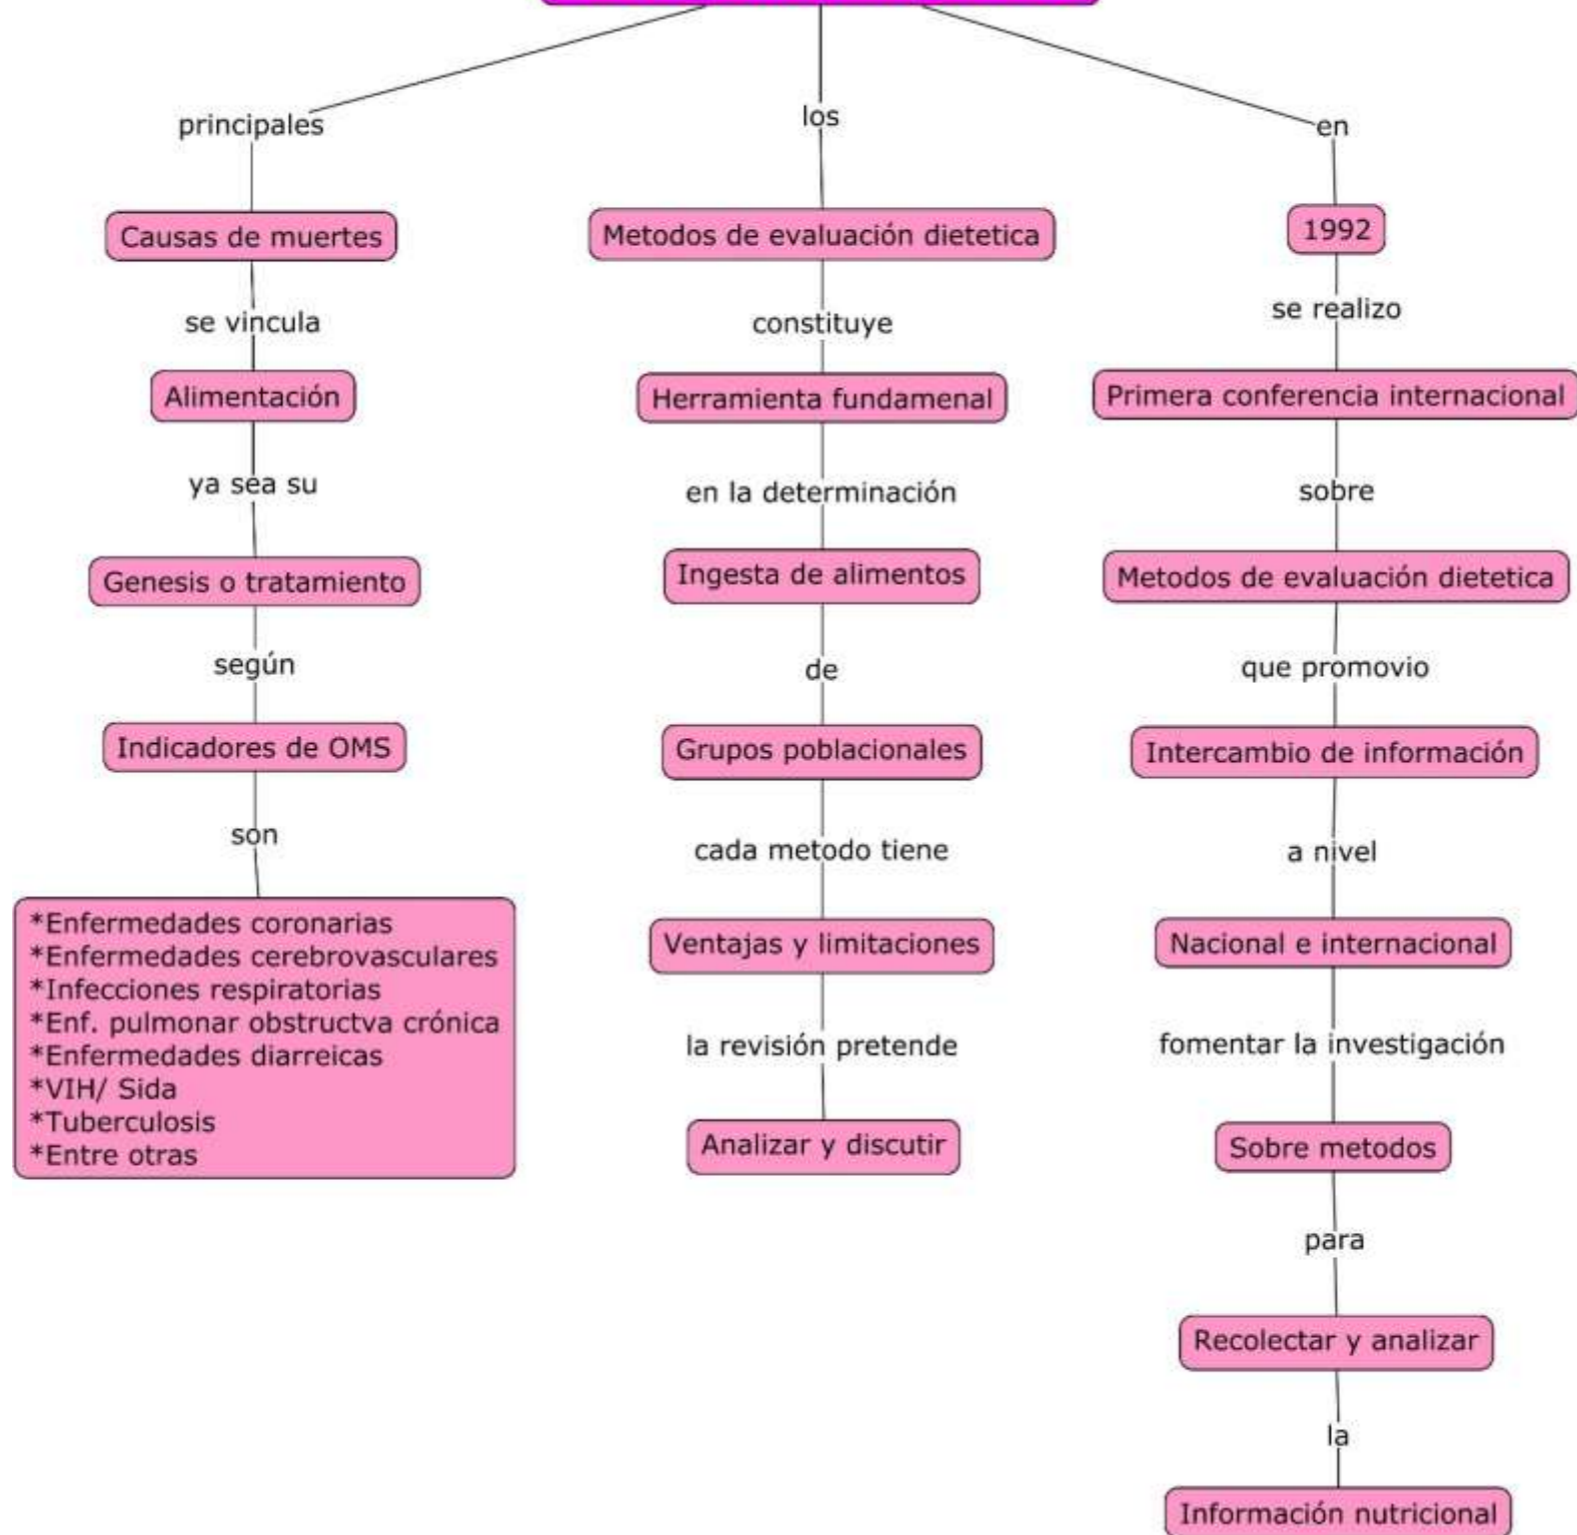 principales
Causas de muertes
se vincula
Alimentación
ya sea su
Genesis o tratamiento
según
Indicadores de OMS
son
*Enfermedades coronarias
*Enfermedades cerebrovasculares
*Infecciones respiratorias
*Enf. pulmonar obstructva crónica
*Enfermedades diarreicas
*VIH/ Sida
*Tuberculosis
*Entre otras
los
Metodos de evaluación dietetica
constituye
Herramienta fundamenal
en la determinación
Ingesta de alimentos
de
Grupos poblacionales
cada metodo tiene
Ventajas y limitaciones
la revisión pretende
Analizar y discutir
en
1992
se realizo
Primera conferencia internacional
sobre
Metodos de evaluación dietetica
que promovio
Intercambio de información
a nivel
Nacional e internacional
fomentar la investigación
Sobre metodos
para
Recolectar y analizar
la
Información nutricional